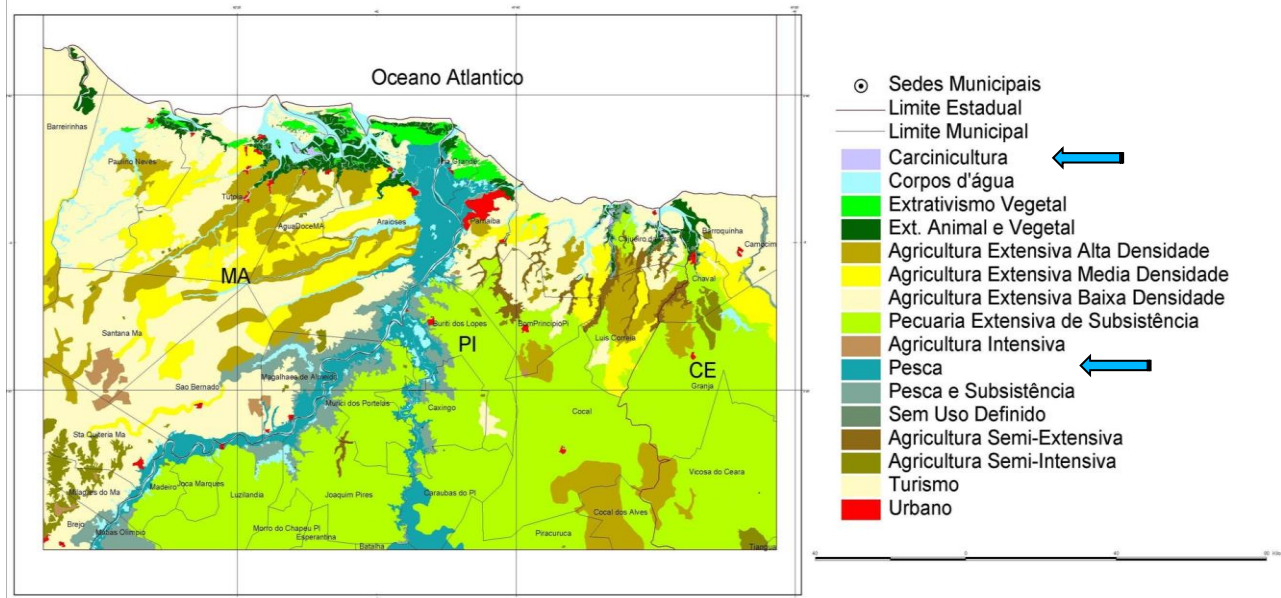 Oceano Atlantico
Barreirinhas
Paulino Neves
Tutoia
AguaDoceMA
Araioses
Ilha Grande
Parnaiba
Barroquinha
Camocim
Chaval
MA
Santana Ma
Buriti dos Lopes
BomPrincipioPI
PI
Luis Correia
CE
Granja
Sao Bernado
Magalhaes de Almeida
Murici dos Portelas
Caxingo
Cocal
Sta Quiteria Ma
Vicosa do Ceara
Milagres do Ma
Madeiro
Joca Marques
Luzilandia
Joaquim Pires
Caraubas do PI
Brejo
Matias Olimpio
Morro do Chapeu PI
Esperantina
Batalha
Piracuruca
Cocal dos Alves
Tiang
Sedes Municipais
Limite Estadual
Limite Municipal
Carcinicultura
Corpos d'água
Extrativismo Vegetal
Ext. Animal e Vegetal
Agricultura Extensiva Alta Densidade
Agricultura Extensiva Media Densidade
Agricultura Extensiva Baixa Densidade
Pecuaria Extensiva de Subsistência
Agricultura Intensiva
Pesca
Pesca e Subsistência
Sem Uso Definido
Agricultura Semi-Extensiva
Agricultura Semi-Intensiva
Turismo
Urbano